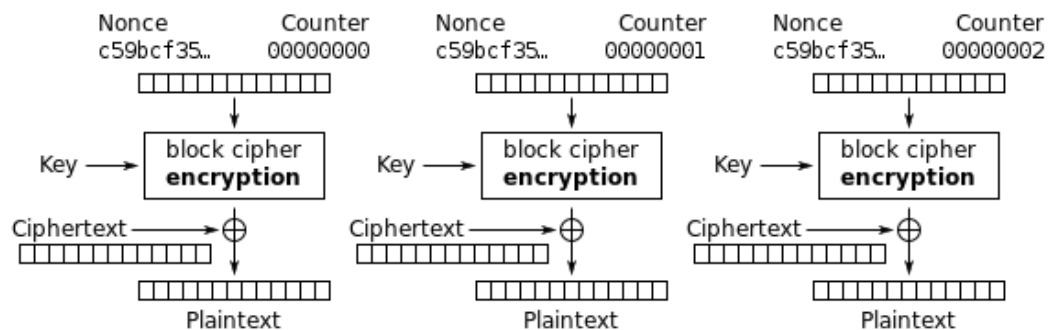 Nonce Counter Nonce Counter Nonce Counter
c59bcf35… 00000000 c59bcf35… 00000001 c59bcf35… 00000002
Key block cipher encryption Key block cipher encryption Key block cipher encryption
Ciphertext Ciphertext Ciphertext
Plaintext Plaintext Plaintext